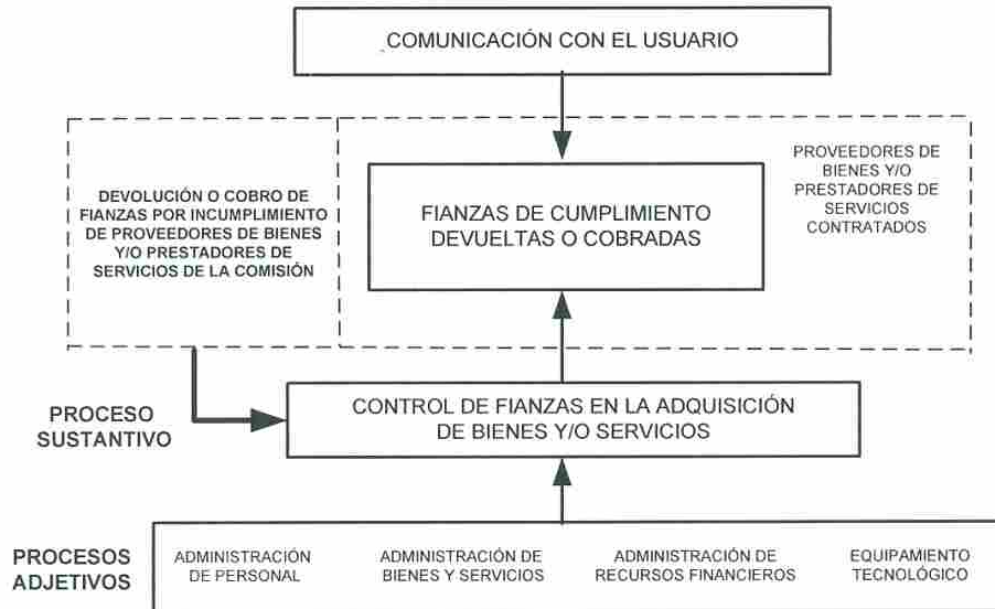 COMUNICACIÓN CON EL USUARIO
DEVOLUCIÓN O COBRO DE
FIANZAS POR INCUMPLIMIENTO
DE PROVEEDORES DE BIENES
Y/O PRESTADORES DE
SERVICIOS DE LA COMISIÓN
FIANZAS DE CUMPLIMIENTO
DEVUELTAS O COBRADAS
PROVEEDORES DE
BIENES Y/O
PRESTADORES DE
SERVICIOS
CONTRATADOS
PROCESO
SUSTANTIVO
CONTROL DE FIANZAS EN LA ADQUISICIÓN
DE BIENES Y/O SERVICIOS
PROCESOS
ADJETIVOS
ADMINISTRACIÓN
DE PERSONAL
ADMINISTRACIÓN DE
BIENES Y SERVICIOS
ADMINISTRACIÓN DE
RECURSOS FINANCIEROS
EQUIPAMIENTO
TECNOLÓGICO